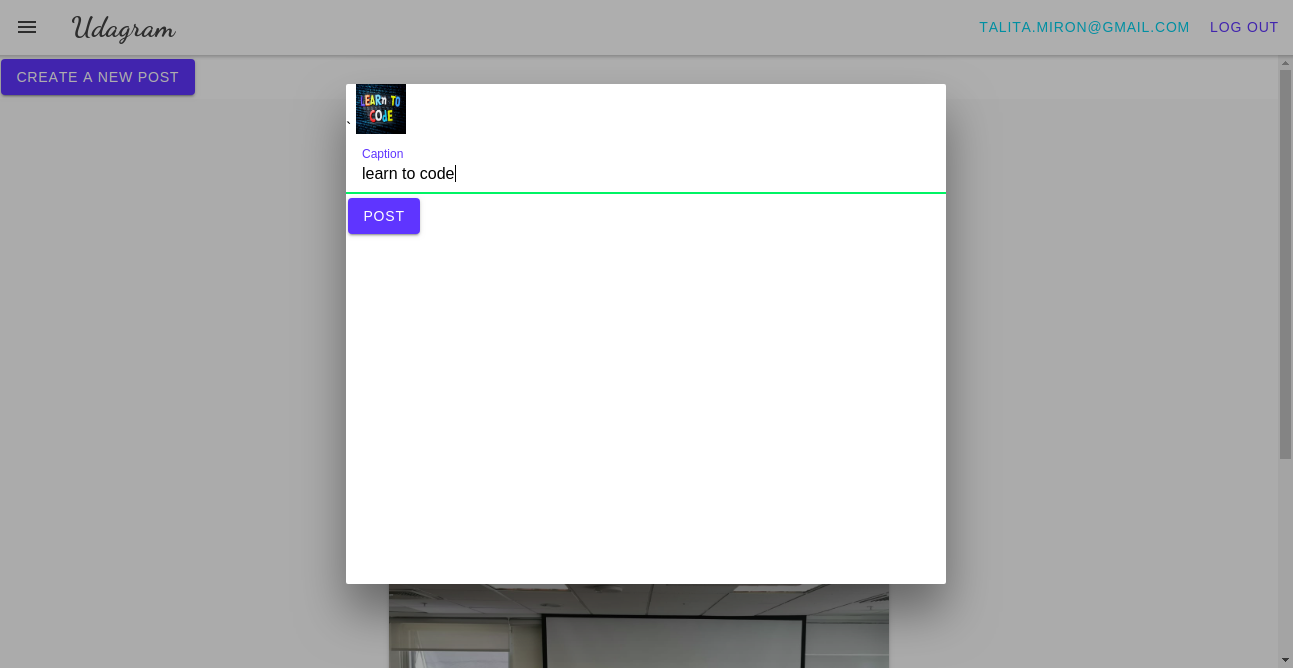 Udagram
TALITA.MIRON@GMAIL.COM
LOG OUT
CREATE A NEW POST
`
LEARn TO
COdE
Caption
learn to code
POST